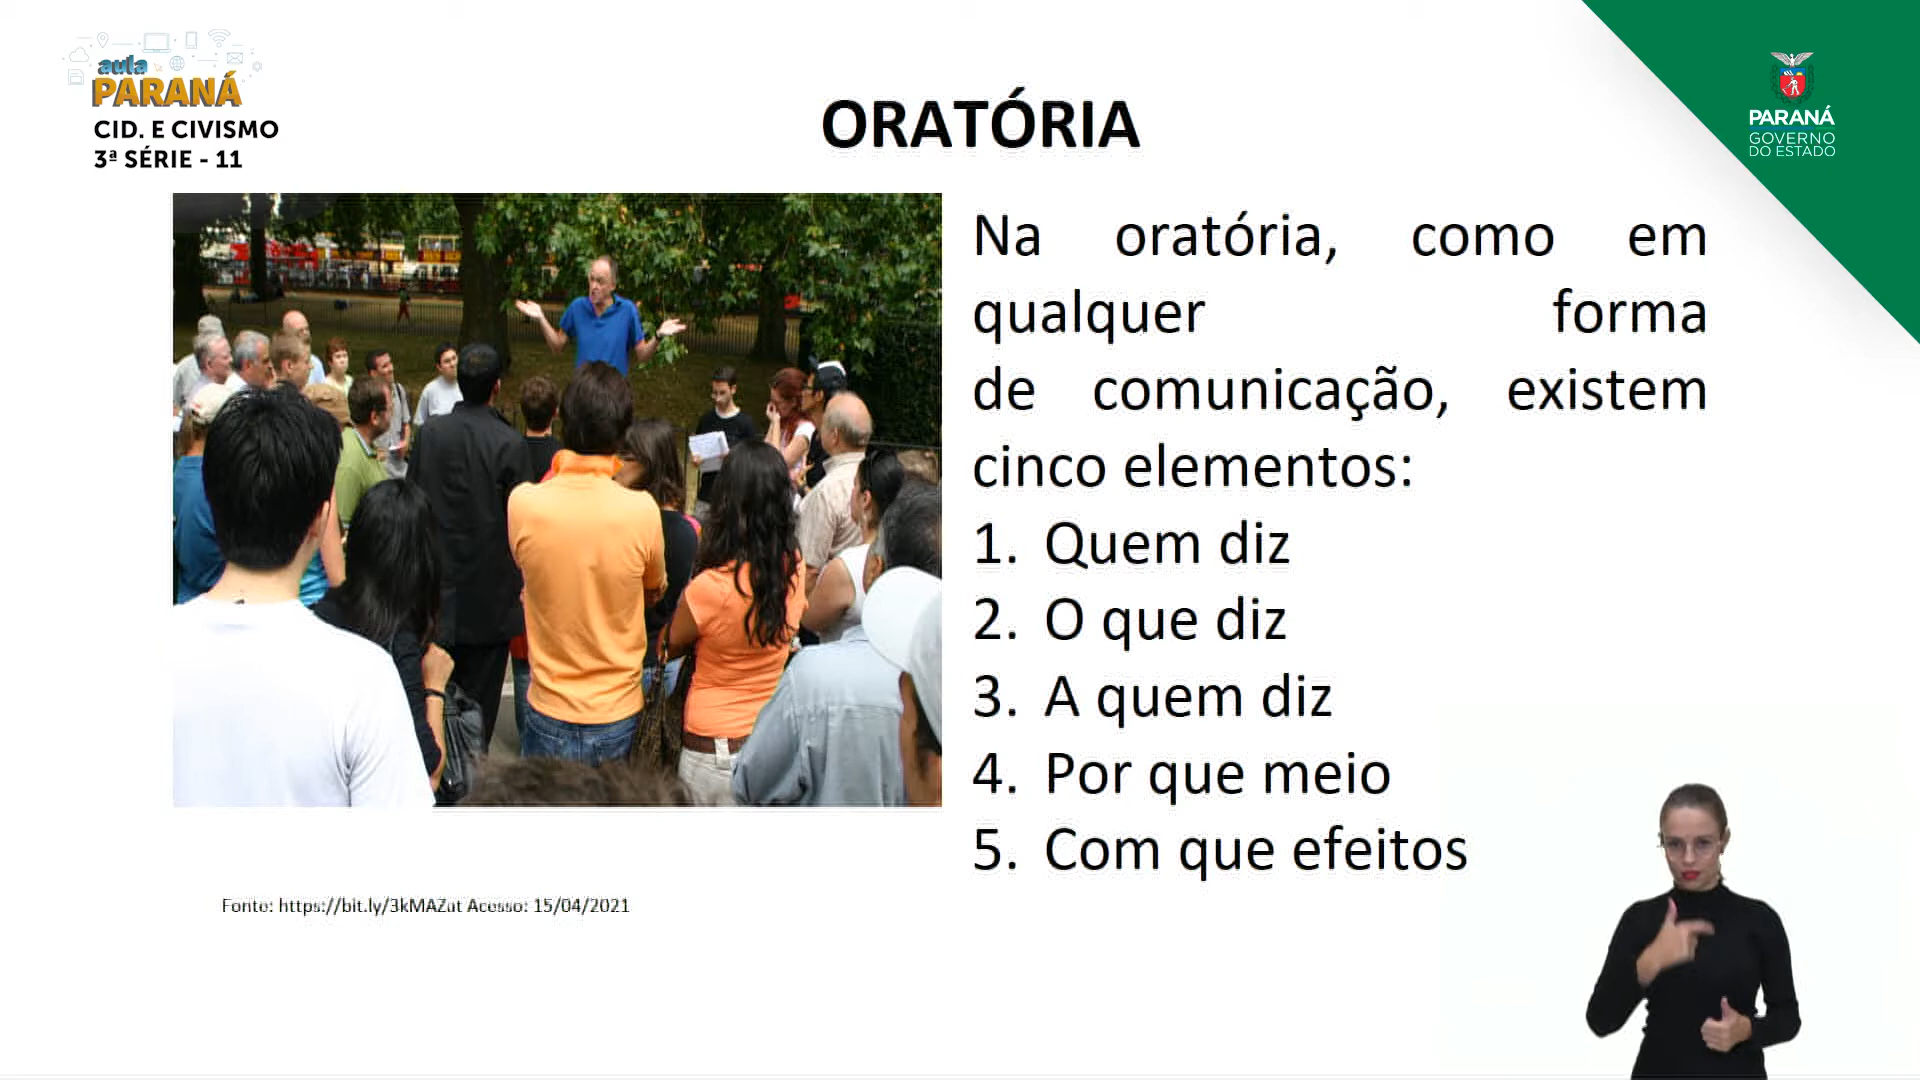 aula
PARANÁ
CID. E CIVISMO
3ª SÉRIE - 11
ORATÓRIA
PARANÁ
GOVERNO
DO ESTADO
Na oratória, como em
qualquer forma
de comunicação, existem
cinco elementos:
1. Quem diz
2. O que diz
3. A quem diz
4. Por que meio
5. Com que efeitos
Fonte: https://bit.ly/3kMAZut Acesso: 15/04/2021